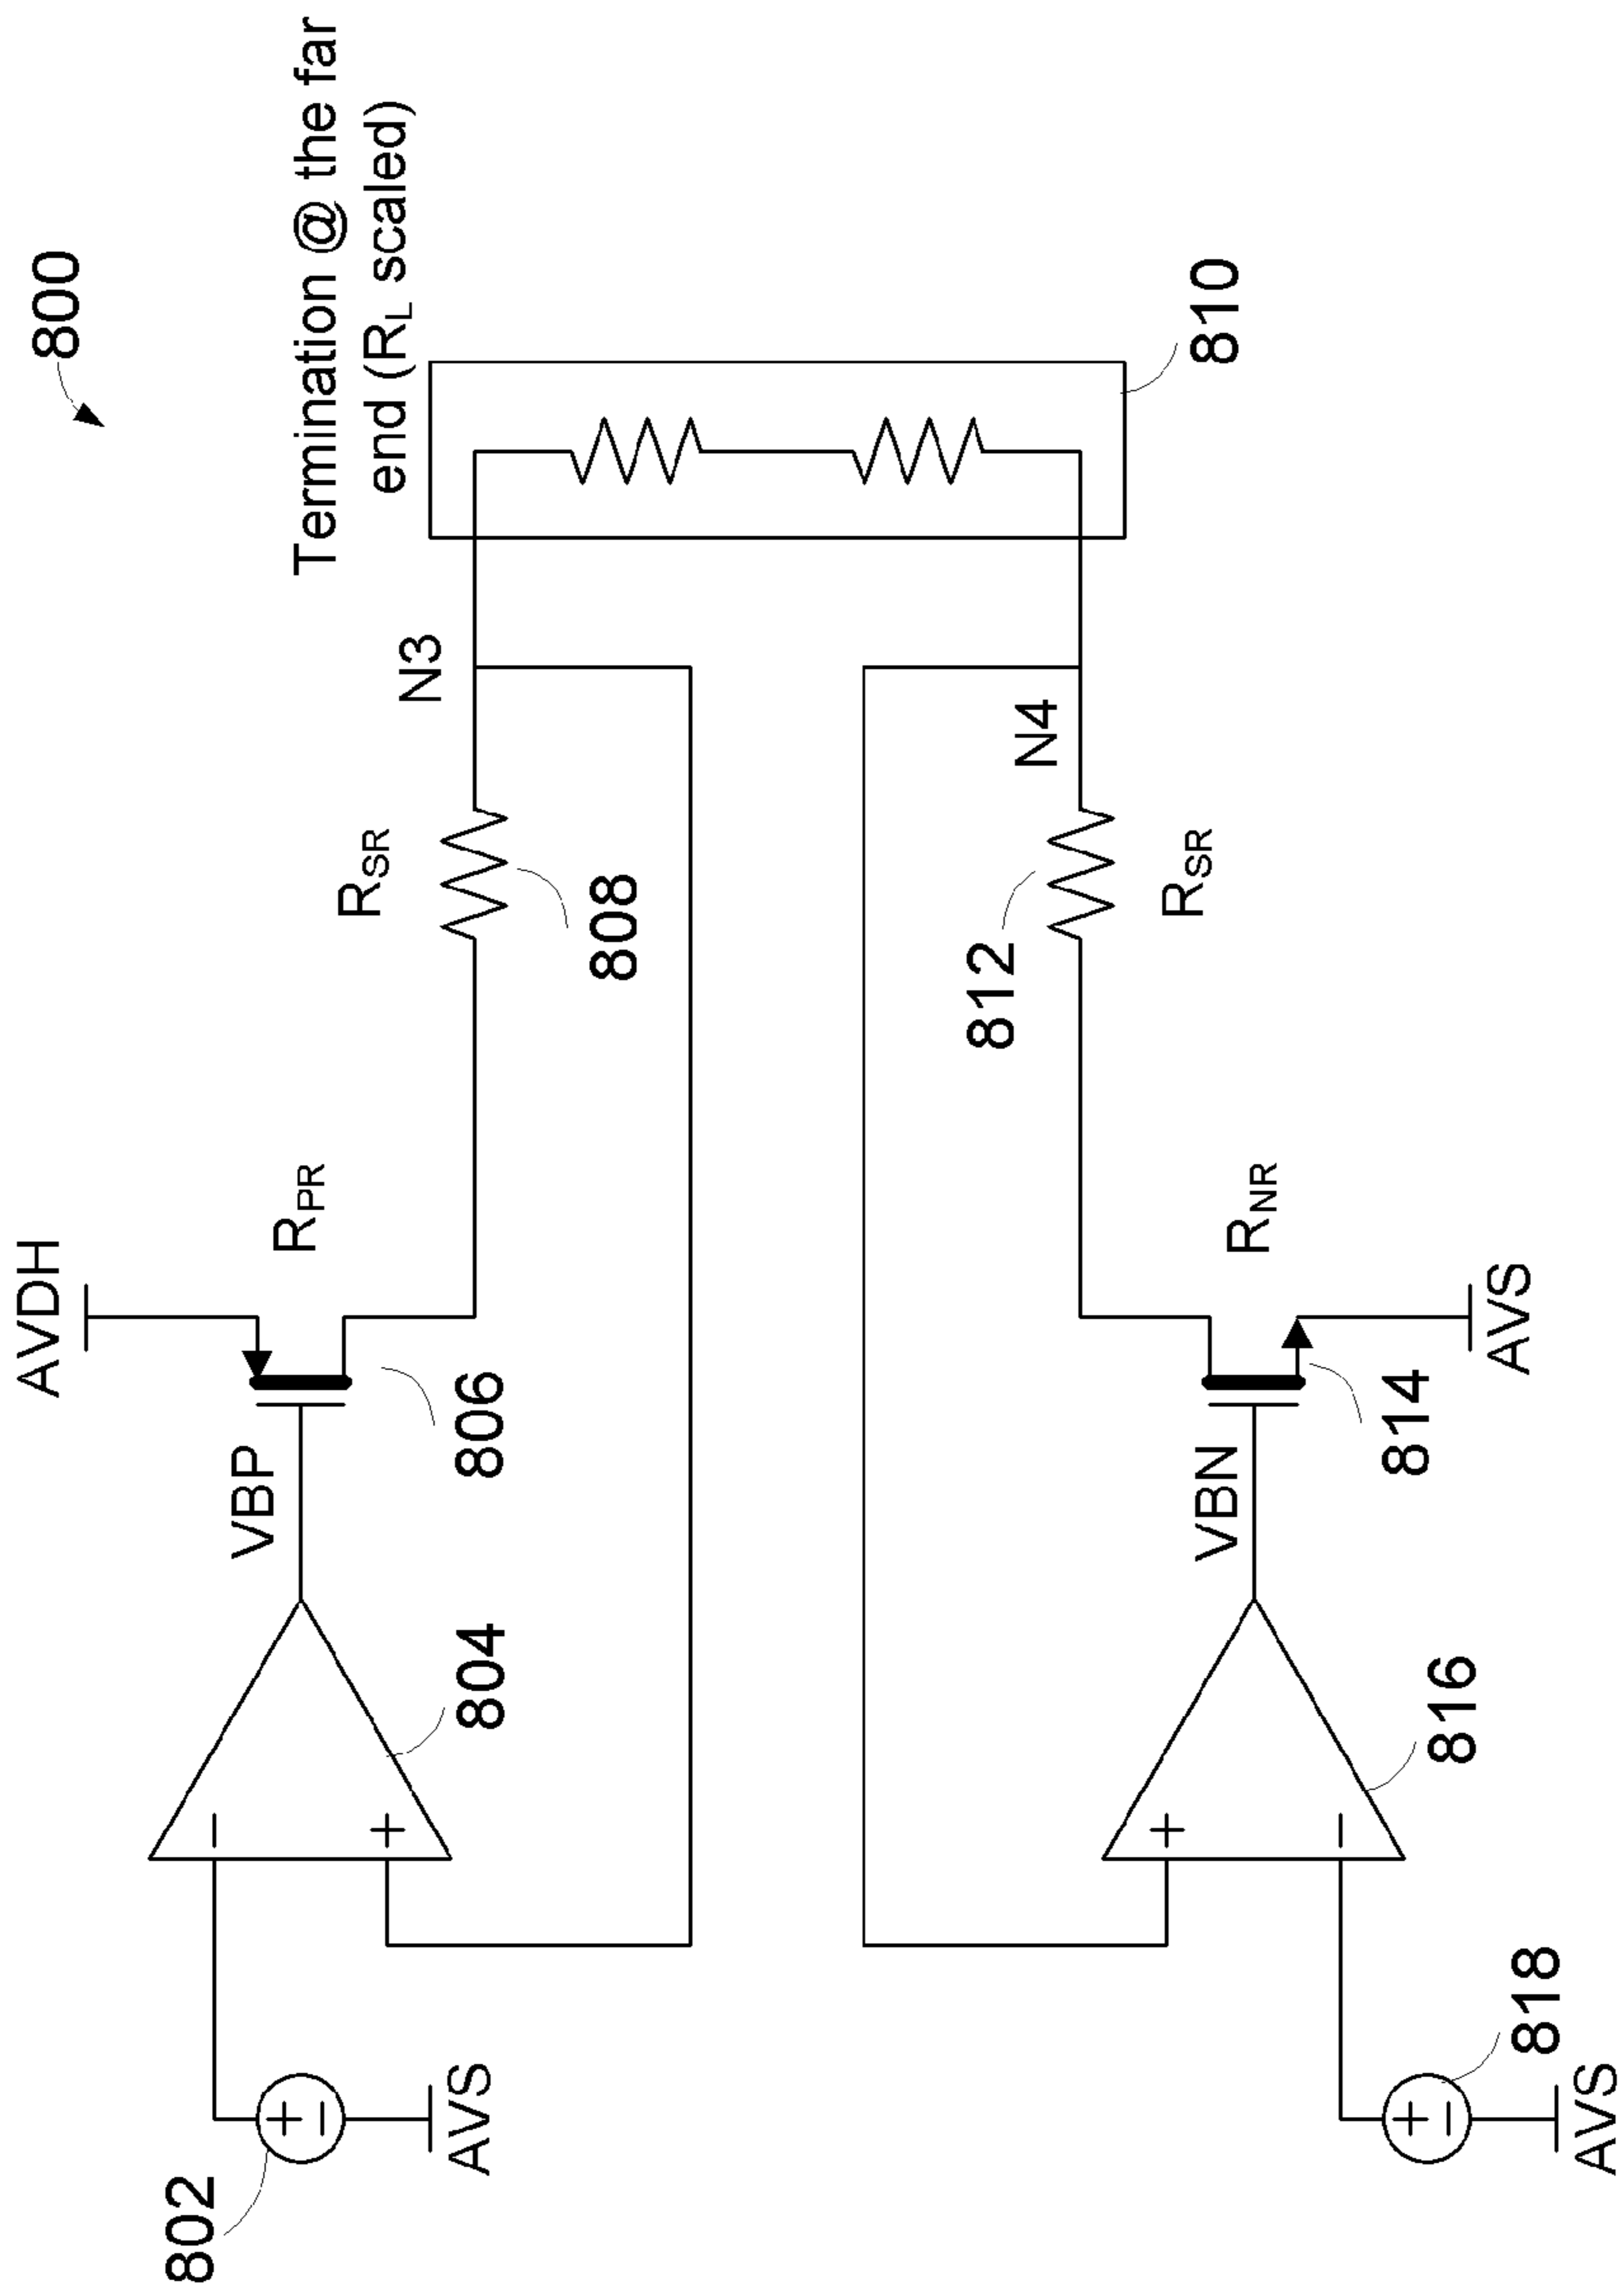 800
Termination @ the far
end (RL scaled)
AVDH
VBP
RPR
806
RSR
808
N3
804
802
AVS
810
N4
812
RSR
RNR
VBN
814
AVS
816
818
AVS